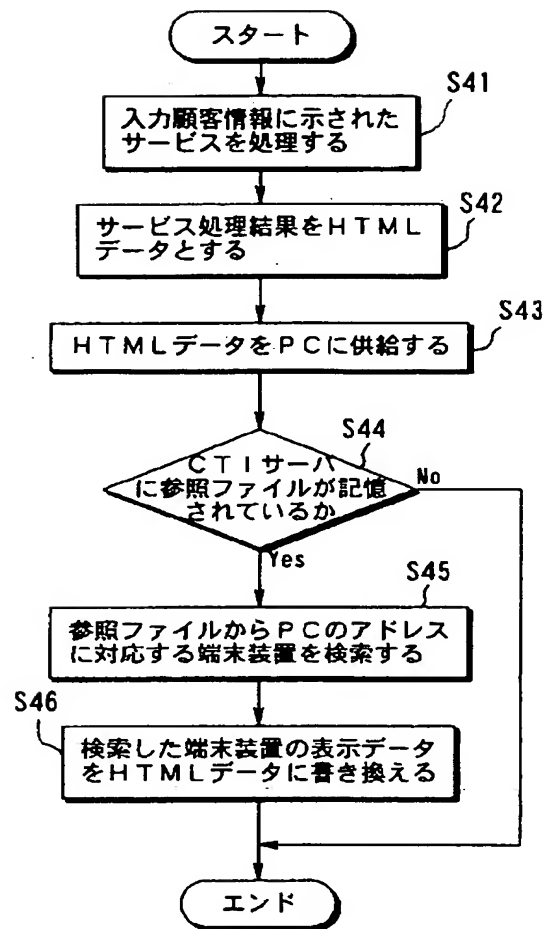 スタート
S41
入力顧客情報に示された
サービスを処理する
S42
サービス処理結果をHTML
データとする
S43
HTMLデータをPCに供給する
S44
CTIサーバ
に参照ファイルが記憶
されているか
No
Yes
S45
参照ファイルからPCのアドレス
に対応する端末装置を検索する
S46
検索した端末装置の表示データ
をHTMLデータに書き換える
エンド